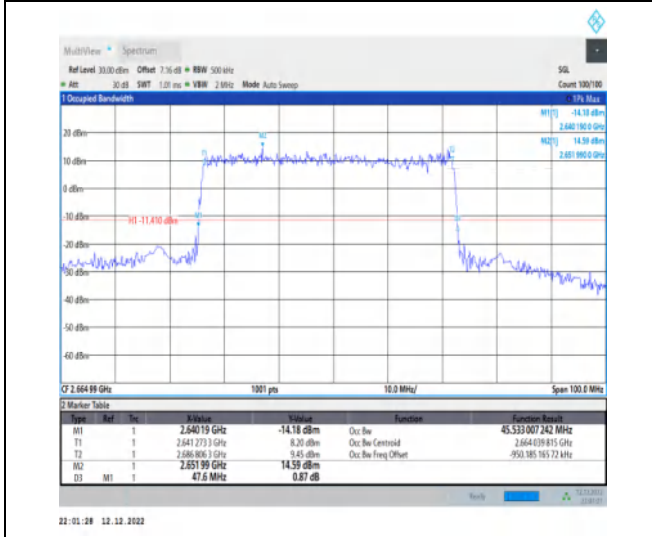 MultiView Spectrum
Ref Level 30.00 dBm Offset 7.16 dB RBW 500 kHz SGL
Att 30 dB SWT 1.01 ms VBW 2 MHz Mode Auto Sweep Count 100/100
1 Occupied Bandwidth 1Pk Max
M1[1] -14.18 dBm
2.640 190 0 GHz
M2[1] 14.59 dBm
2.651 990 0 GHz
20 dBm
10 dBm
0 dBm
-10 dBm
H1 -11.410 dBm
-20 dBm
-30 dBm
-40 dBm
-50 dBm
-60 dBm
T1
M2
T2
M1
CF 2.664 99 GHz 1001 pts 10.0 MHz/ Span 100.0 MHz
2 Marker Table
Type Ref Trc X-Value Y-Value Function Function Result
M1 1 2.640 19 GHz -14.18 dBm Occ Bw 45.533 007 242 MHz
T1 1 2.641 273 3 GHz 8.20 dBm Occ Bw Centroid 2.664 039 815 GHz
T2 1 2.686 806 3 GHz 9.45 dBm Occ Bw Freq Offset -950.185 165 72 kHz
M2 1 2.651 99 GHz 14.59 dBm
D3 M1 1 47.6 MHz 0.87 dB
Ready 12.12.2022
22:01:28 12.12.2022